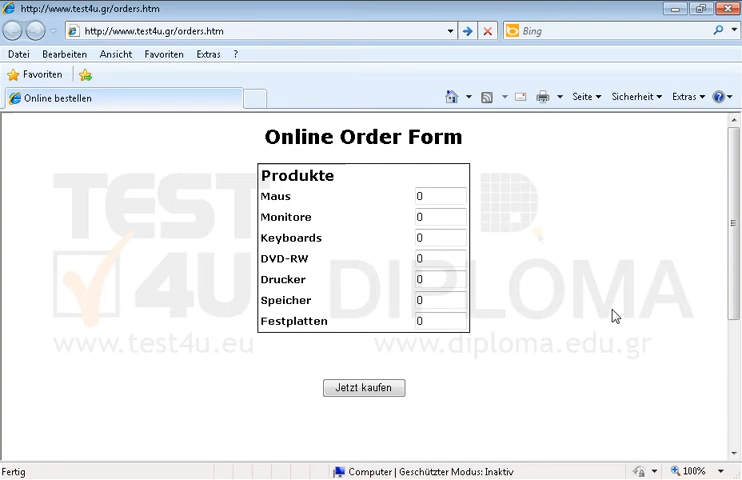 http://www.test4u.gr/orders.htm
http://www.test4u.gr/orders.htm
Bing
Datei Bearbeiten Ansicht Favoriten Extras ?
Favoriten
Online bestellen
Seite Sicherheit Extras
Online Order Form
Produkte
Maus 0
Monitore 0
Keyboards 0
DVD-RW 0
Drucker 0
Speicher 0
Festplatten 0
TEST 4U DIPLOMA
www.test4u.eu www.diploma.edu.gr
Jetzt kaufen
Fertig Computer | Geschützter Modus: Inaktiv 100%